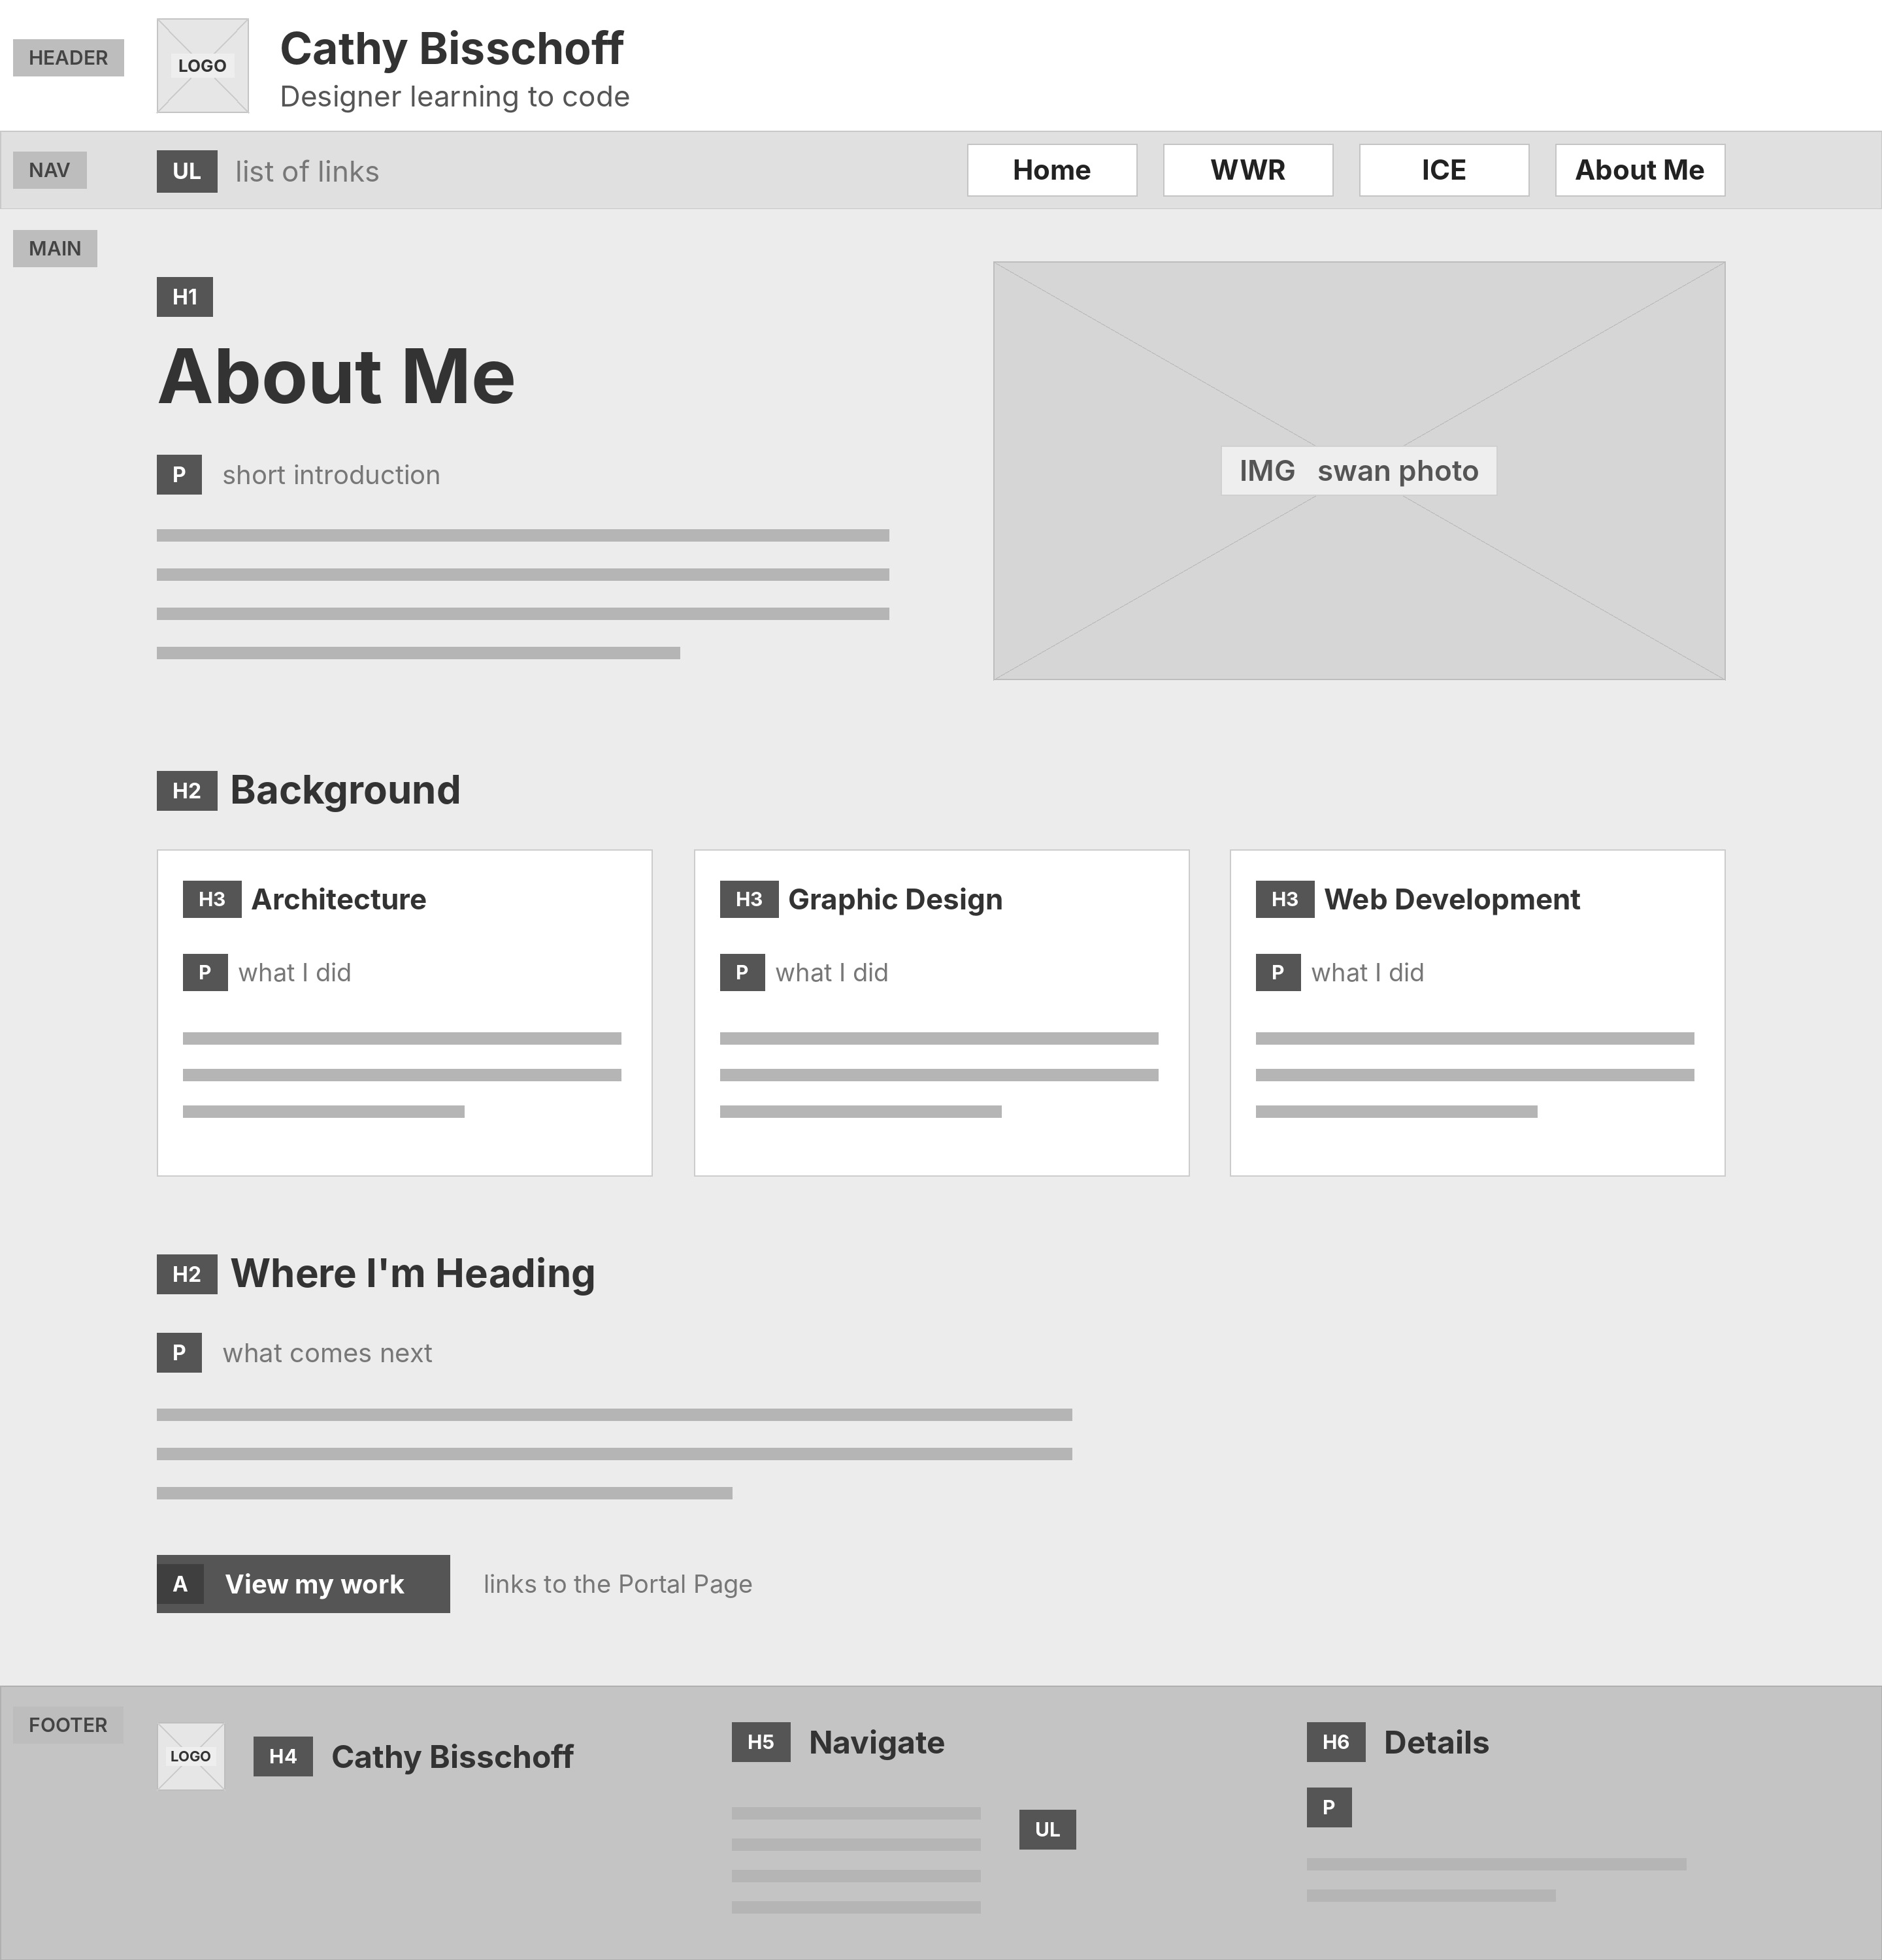 HEADER
LOGO
Cathy Bisschoff
Designer learning to code
NAV
UL list of links
Home
WWR
ICE
About Me
MAIN
H1
About Me
P short introduction
IMG swan photo
H2 Background
H3 Architecture
P what I did
H3 Graphic Design
P what I did
H3 Web Development
P what I did
H2 Where I'm Heading
P what comes next
A View my work
links to the Portal Page
FOOTER
LOGO
H4 Cathy Bisschoff
H5 Navigate
UL
H6 Details
P